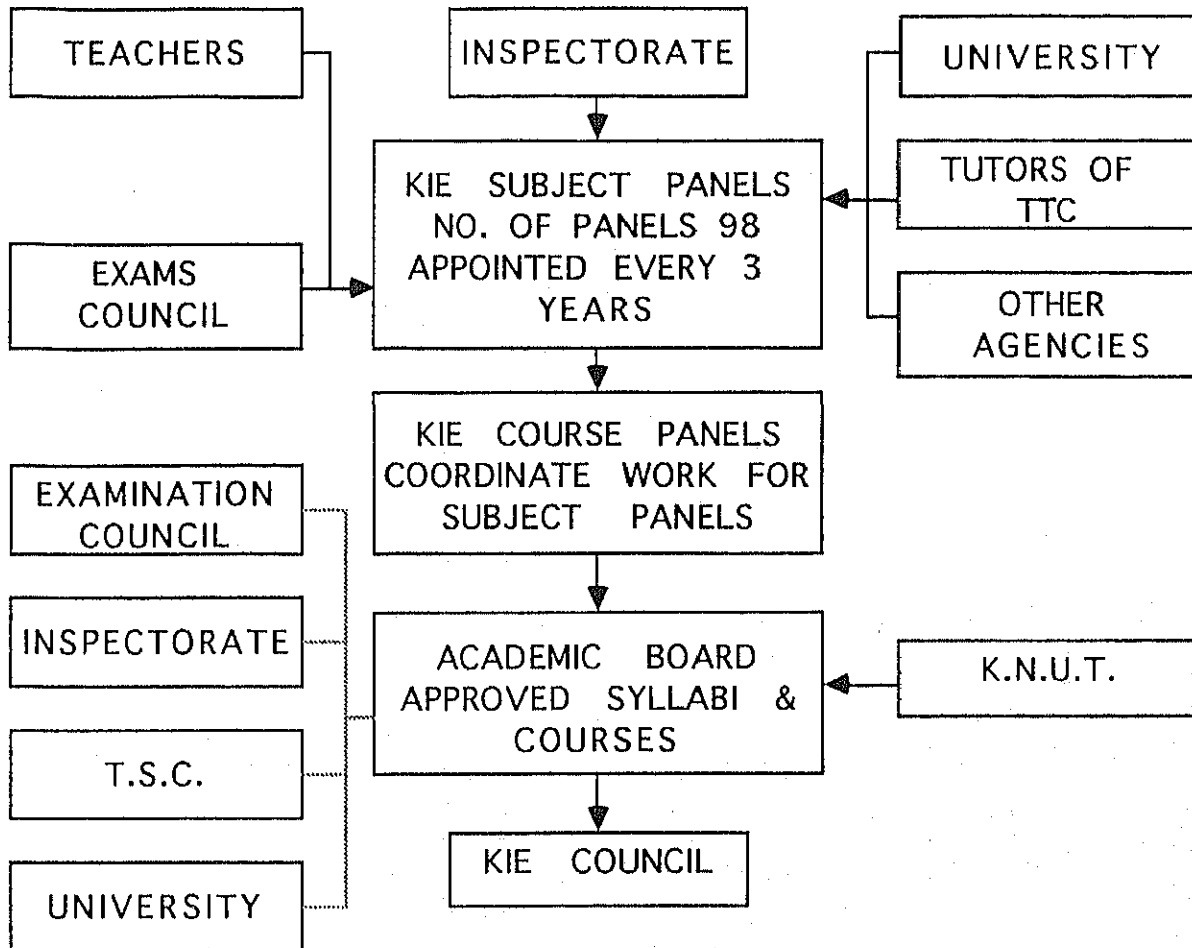 TEACHERS
INSPECTORATE
UNIVERSITY
KIE SUBJECT PANELS
NO. OF PANELS 98
APPOINTED EVERY 3
YEARS
TUTORS OF
TTC
EXAMS
COUNCIL
OTHER
AGENCIES
KIE COURSE PANELS
COORDINATE WORK FOR
SUBJECT PANELS
EXAMINATION
COUNCIL
INSPECTORATE
ACADEMIC BOARD
APPROVED SYLLABI &
COURSES
K.N.U.T.
T.S.C.
KIE COUNCIL
UNIVERSITY